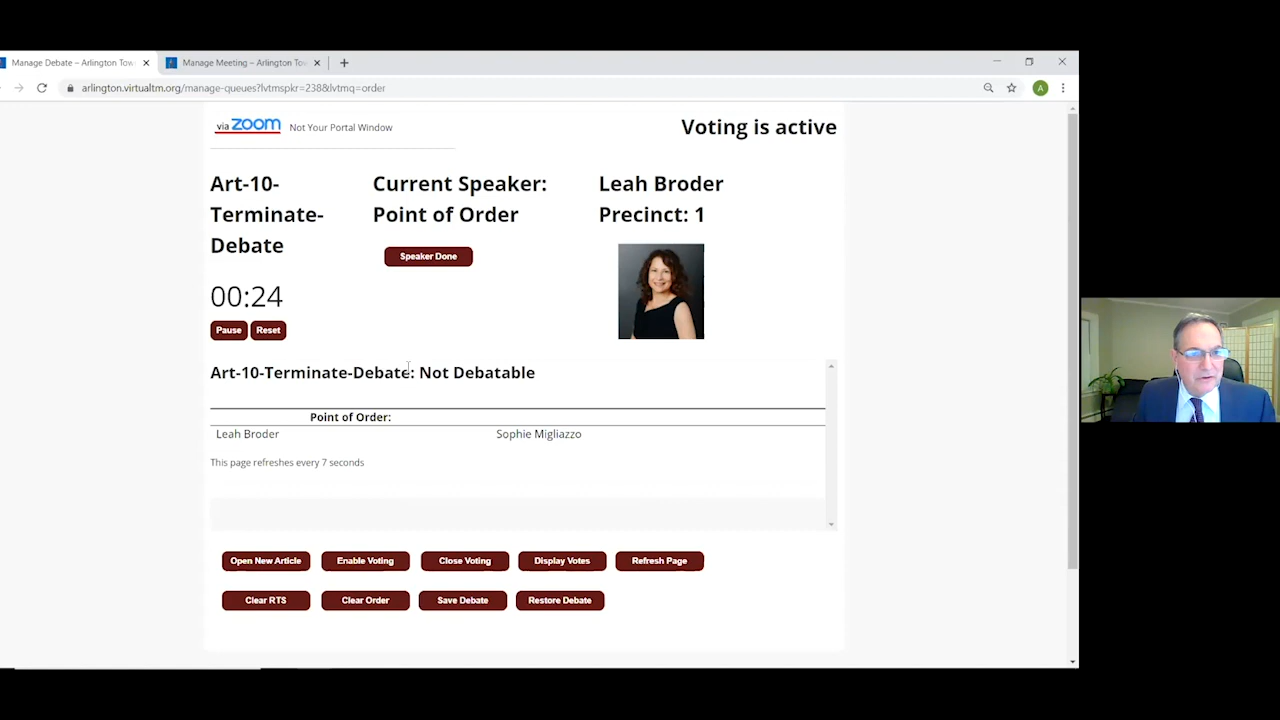 Manage Debate – Arlington Tow
Manage Meeting – Arlington Tow
arlington.virtualtm.org/manage-queues?lvtmspkr=238&lvtmq=order
A
via zoom Not Your Portal Window
Voting is active
Art-10-
Terminate-
Debate
Current Speaker:
Point of Order
Speaker Done
Leah Broder
Precinct: 1
00:24
Pause Reset
Art-10-Terminate-Debate: Not Debatable
Point of Order:
Leah Broder Sophie Migliazzo
This page refreshes every 7 seconds
Open New Article Enable Voting Close Voting Display Votes Refresh Page
Clear RTS Clear Order Save Debate Restore Debate